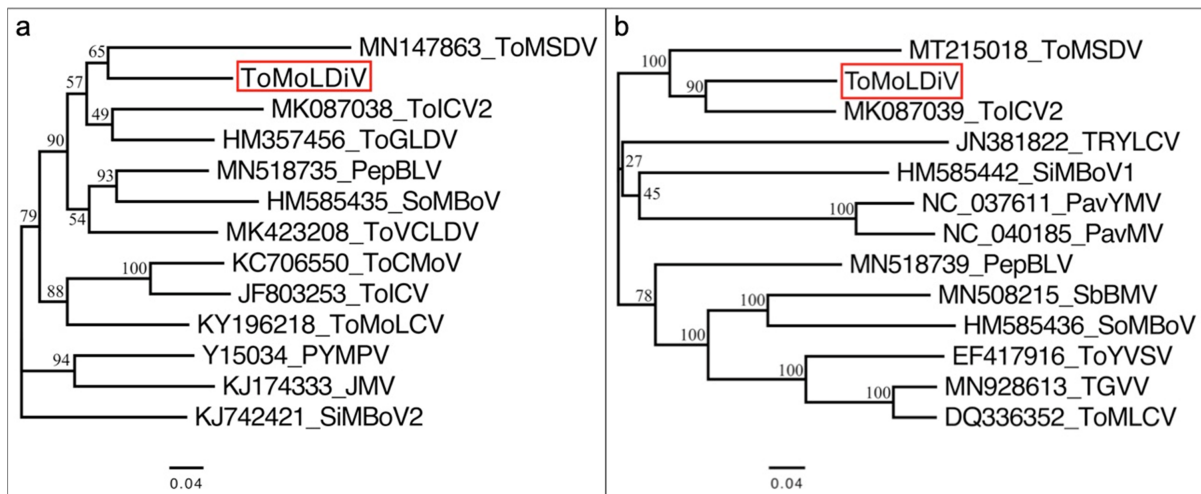 a
65
MN147863_ToMSDV
57
ToMoLDiV
49
MK087038_ToICV2
90
HM357456_ToGLDV
93
MN518735_PepBLV
HM585435_SoMBoV
79
54
MK423208_ToVCLDV
100
KC706550_ToCMoV
88
JF803253_ToICV
KY196218_ToMoLCV
94
Y15034_PYMPV
KJ174333_JMV
KJ742421_SiMBoV2
0.04
b
100
MT215018_ToMSDV
90
ToMoLDiV
MK087039_ToICV2
JN381822_TRYLCV
27
HM585442_SiMBoV1
45
100
NC_037611_PavYMV
NC_040185_PavMV
78
MN518739_PepBLV
100
MN508215_SbBMV
100
HM585436_SoMBoV
100
EF417916_ToYVSV
100
MN928613_TGVV
DQ336352_ToMLCV
0.04